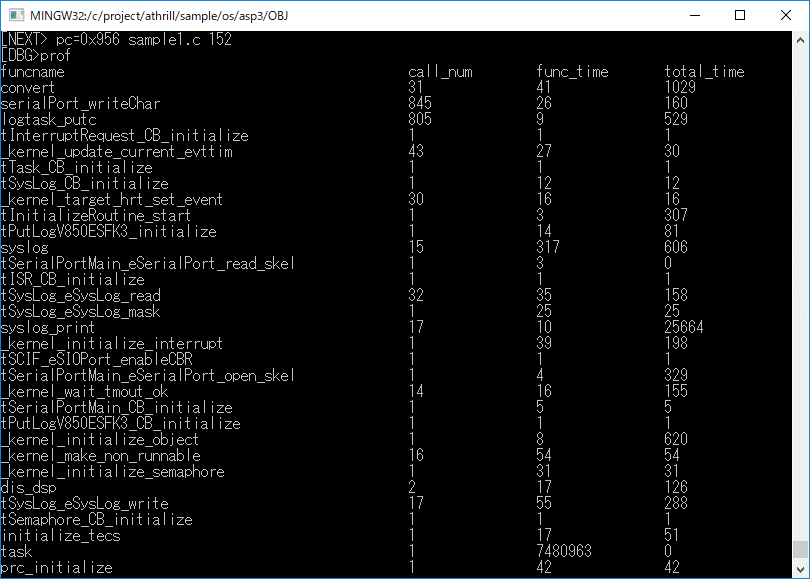 MINGW32:/c/project/athrill/sample/os/asp3/OBJ
[NEXT> pc=0x956 sample1.c 152
[DBG>prof
funcname call_num func_time total_time
convert 31 41 1029
serialPort_writeChar 845 26 160
logtask_putc 805 9 529
tInterruptRequest_CB_initialize 1 1 1
_kernel_update_current_evttim 43 27 30
tTask_CB_initialize 1 1 1
tSysLog_CB_initialize 1 12 12
_kernel_target_hrt_set_event 30 16 16
tInitializeRoutine_start 1 3 307
tPutLogV850ESFK3_initialize 1 14 81
syslog 15 317 606
tSerialPortMain_eSerialPort_read_skel 1 3 0
tISR_CB_initialize 1 1 1
tSysLog_eSysLog_read 32 35 158
tSysLog_eSysLog_mask 1 25 25
syslog_print 17 10 25664
_kernel_initialize_interrupt 1 39 198
tSCIF_eSIOPort_enableCBR 1 1 1
tSerialPortMain_eSerialPort_open_skel 1 4 329
_kernel_wait_tmout_ok 14 16 155
tSerialPortMain_CB_initialize 1 5 5
tPutLogV850ESFK3_CB_initialize 1 1 1
_kernel_initialize_object 1 8 620
_kernel_make_non_runnable 16 54 54
_kernel_initialize_semaphore 1 31 31
dis_dsp 2 17 126
tSysLog_eSysLog_write 17 55 288
tSemaphore_CB_initialize 1 1 1
initialize_tecs 1 17 51
task 1 7480963 0
prc_initialize 1 42 42